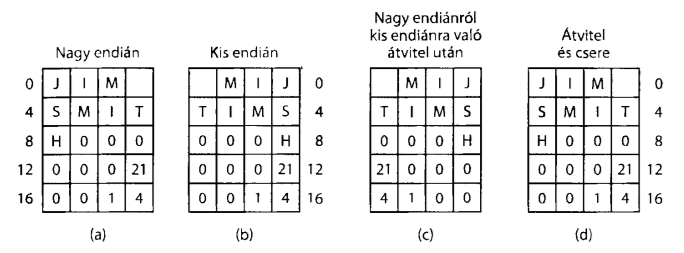 Nagy endián
0 J I M
4 S M I T
8 H 0 0 0
12 0 0 0 21
16 0 0 1 4
(a)
Kis endián
M I J 0
T I M S 4
0 0 0 H 8
0 0 0 21 12
0 0 1 4 16
(b)
Nagy endiánról
kis endiánra való
átvitel után
M I J
T I M S
0 0 0 H
21 0 0 0
4 1 0 0
(c)
Átvitel
és csere
J I M 0
S M I T 4
H 0 0 0 8
0 0 0 21 12
0 0 1 4 16
(d)